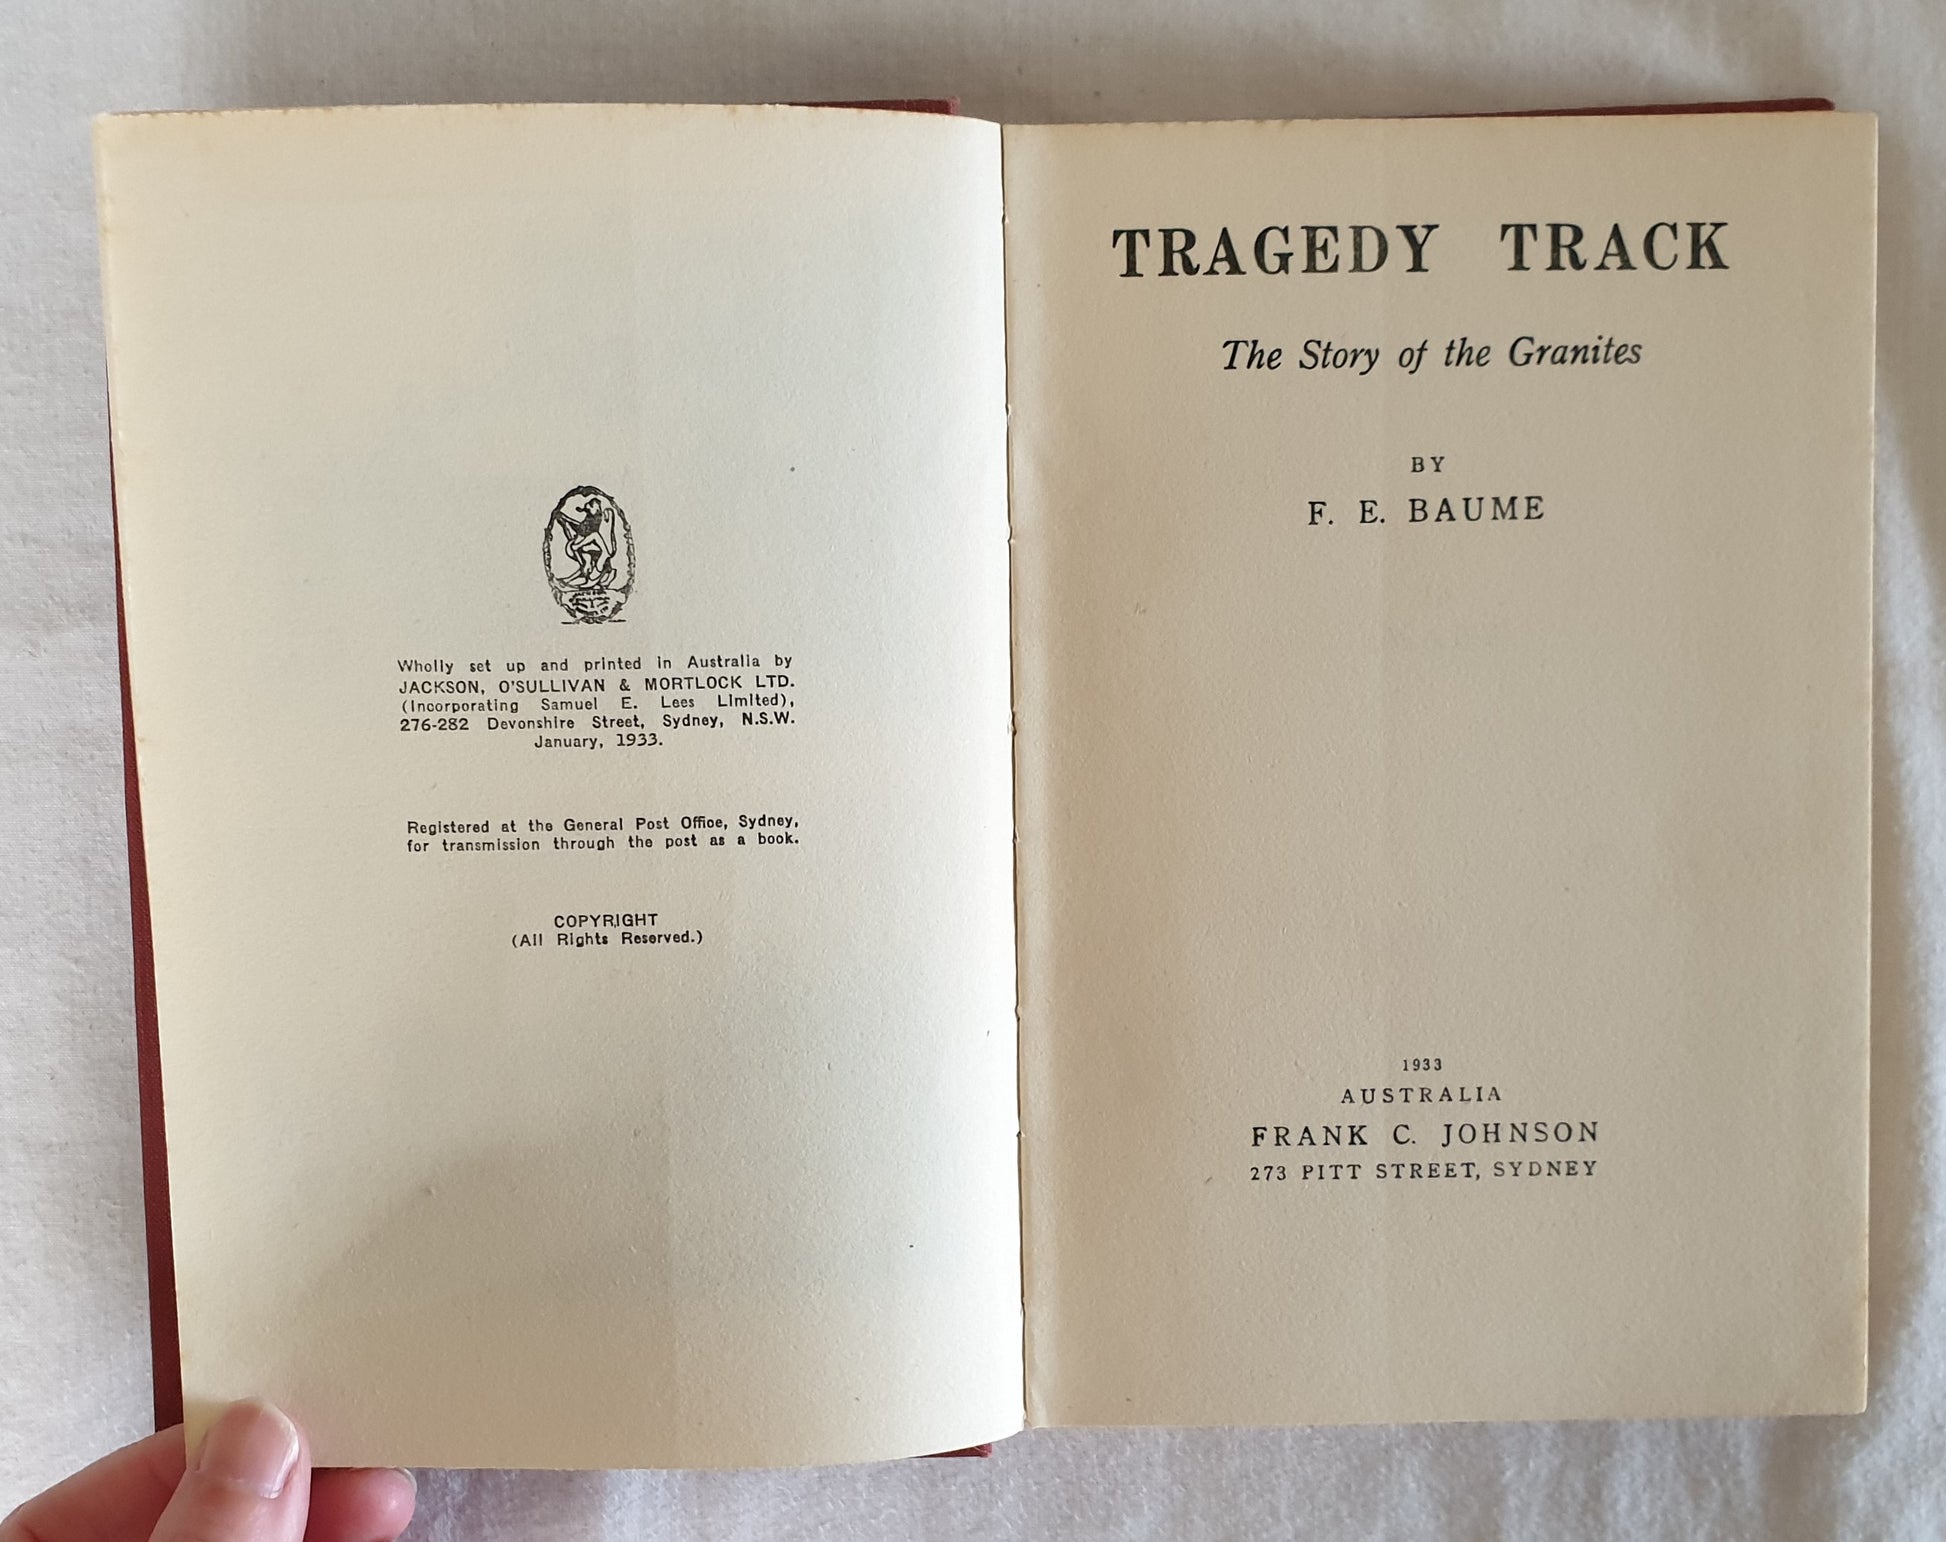 Wholly set up and printed in Australia by
JACKSON, O'SULLIVAN & MORTLOCK LTD.
(Incorporating Samuel E. Lees Limited),
276-282 Devonshire Street, Sydney, N.S.W.
January, 1933.
Registered at the General Post Office, Sydney,
for transmission through the post as a book.
COPYRIGHT
(All Rights Reserved.)
TRAGEDY TRACK
The Story of the Granites
BY
F. E. BAUME
1933
AUSTRALIA
FRANK C. JOHNSON
273 PITT STREET, SYDNEY